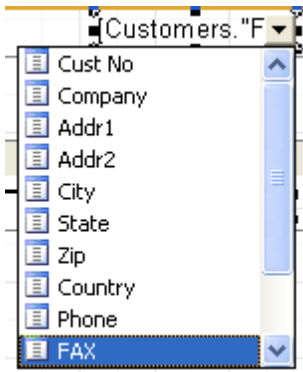 [Customers."F
Cust No
Company
Addr1
Addr2
City
State
Zip
Country
Phone
FAX